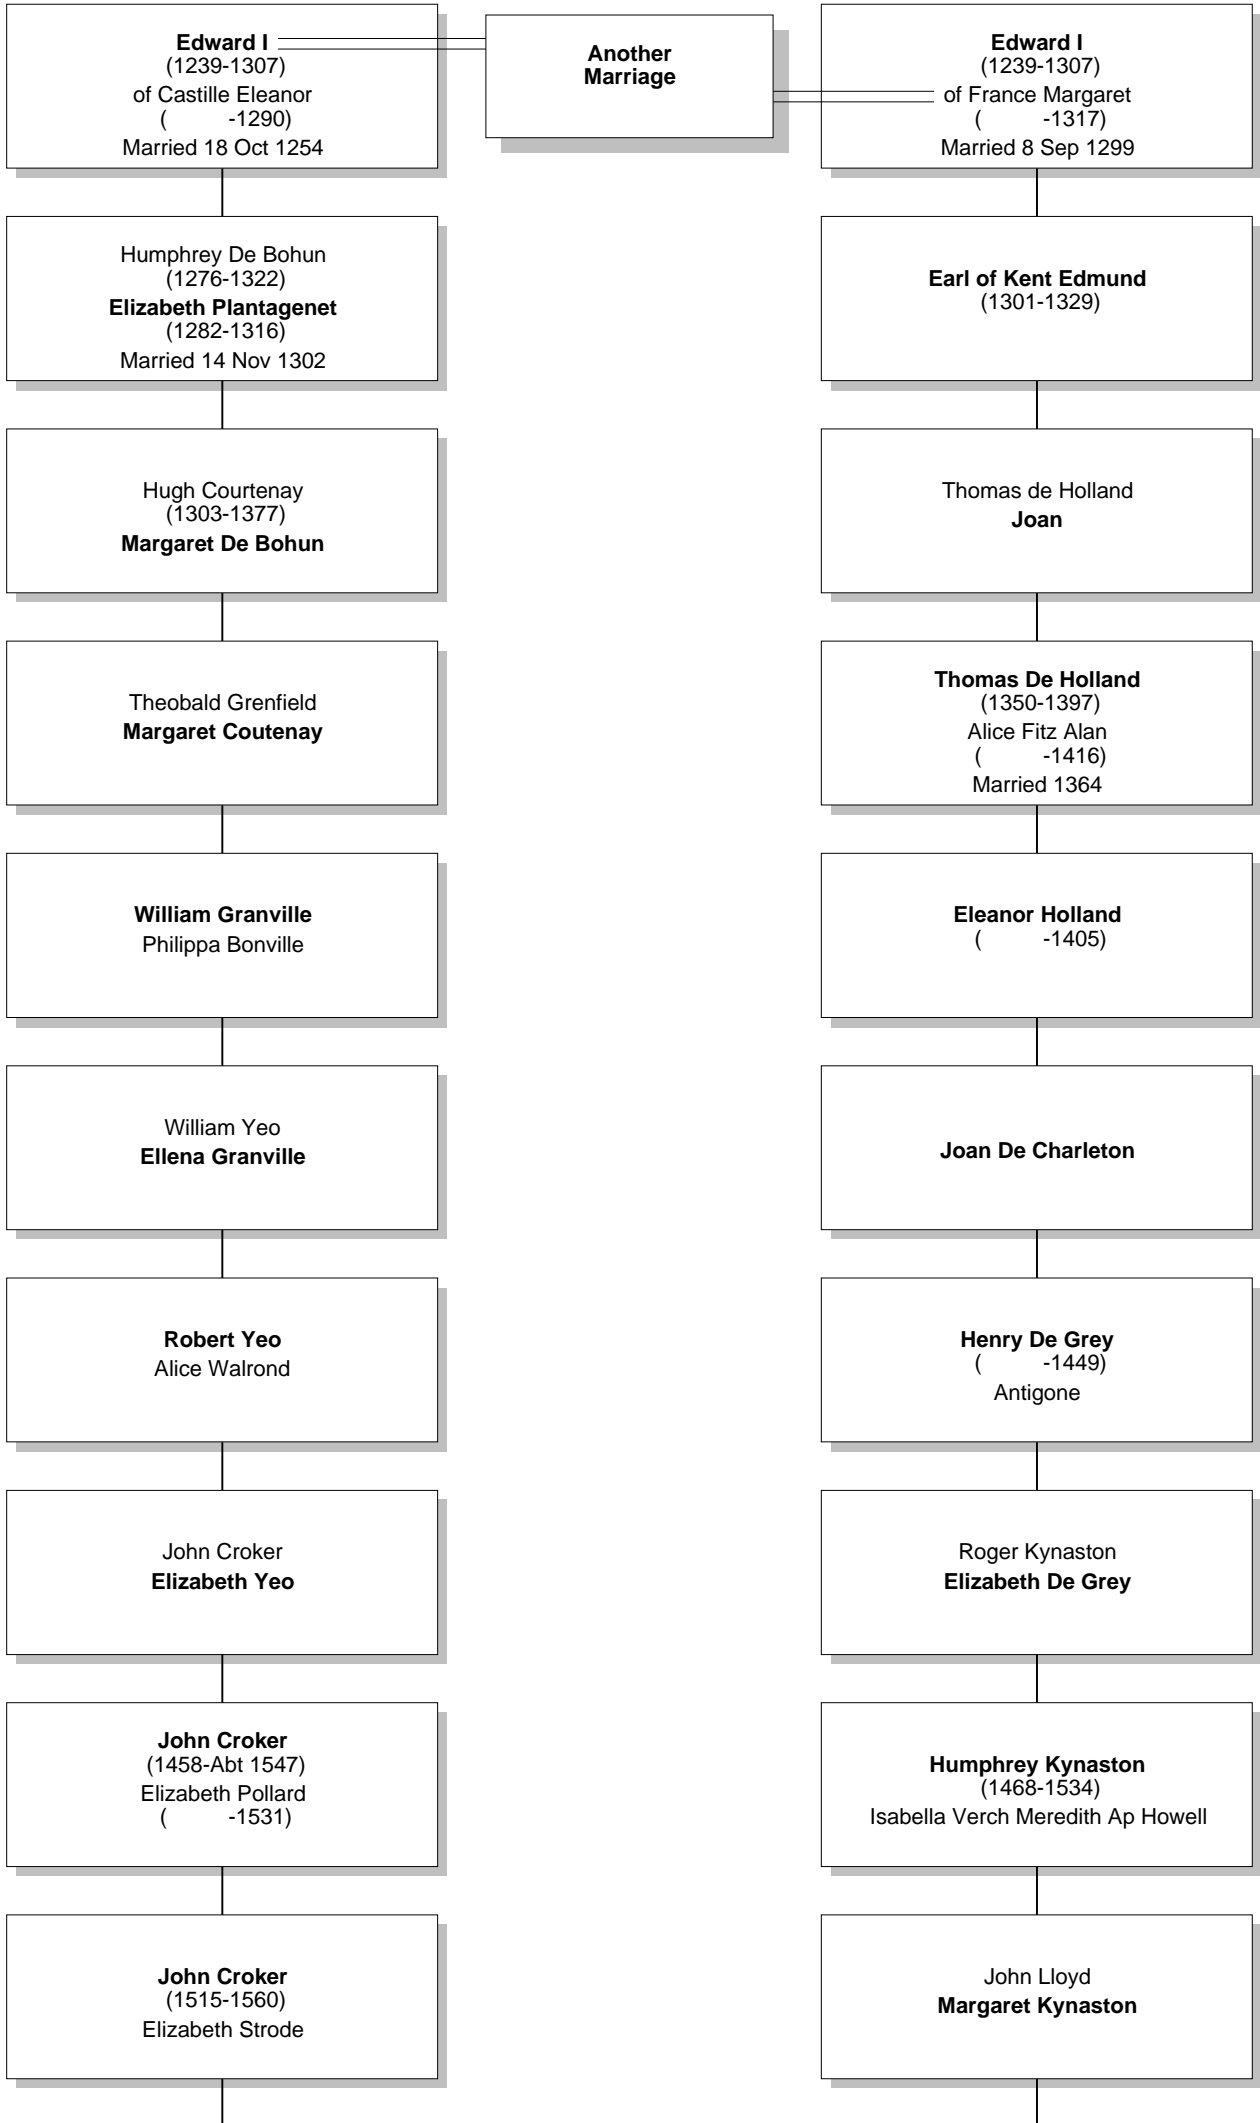 Edward I
(1239-1307)
of Castille Eleanor
( -1290)
Married 18 Oct 1254
Another
Marriage
Edward I
(1239-1307)
of France Margaret
( -1317)
Married 8 Sep 1299
Humphrey De Bohun
(1276-1322)
Elizabeth Plantagenet
(1282-1316)
Married 14 Nov 1302
Earl of Kent Edmund
(1301-1329)
Hugh Courtenay
(1303-1377)
Margaret De Bohun
Thomas de Holland
Joan
Theobald Grenfield
Margaret Coutenay
Thomas De Holland
(1350-1397)
Alice Fitz Alan
( -1416)
Married 1364
William Granville
Philippa Bonville
Eleanor Holland
( -1405)
William Yeo
Ellena Granville
Joan De Charleton
Robert Yeo
Alice Walrond
Henry De Grey
( -1449)
Antigone
John Croker
Elizabeth Yeo
Roger Kynaston
Elizabeth De Grey
John Croker
(1458-Abt 1547)
Elizabeth Pollard
( -1531)
Humphrey Kynaston
(1468-1534)
Isabella Verch Meredith Ap Howell
John Croker
(1515-1560)
Elizabeth Strode
John Lloyd
Margaret Kynaston